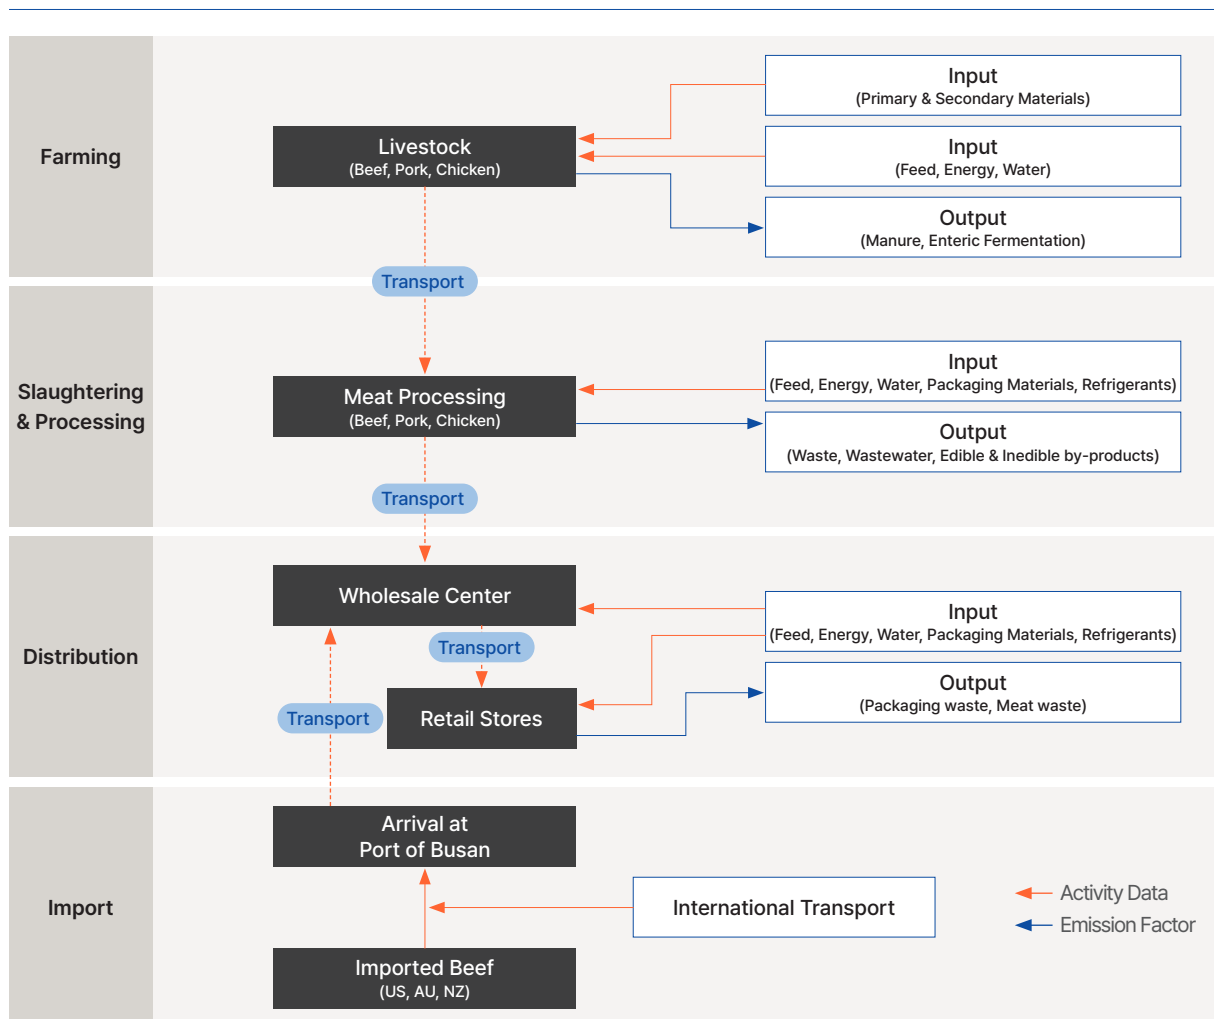 Farming
Livestock
(Beef, Pork, Chicken)
Input
(Primary & Secondary Materials)
Input
(Feed, Energy, Water)
Output
(Manure, Enteric Fermentation)
Transport
Slaughtering
& Processing
Meat Processing
(Beef, Pork, Chicken)
Input
(Feed, Energy, Water, Packaging Materials, Refrigerants)
Output
(Waste, Wastewater, Edible & Inedible by-products)
Transport
Distribution
Wholesale Center
Transport
Retail Stores
Transport
Input
(Feed, Energy, Water, Packaging Materials, Refrigerants)
Output
(Packaging waste, Meat waste)
Import
Arrival at
Port of Busan
International Transport
Imported Beef
(US, AU, NZ)
Activity Data
Emission Factor